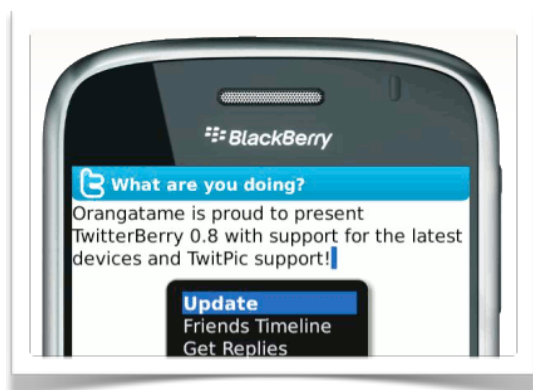 BlackBerry
What are you doing?
Orangatame is proud to present
TwitterBerry 0.8 with support for the latest
devices and TwitPic support!
Update
Friends Timeline
Get Replies